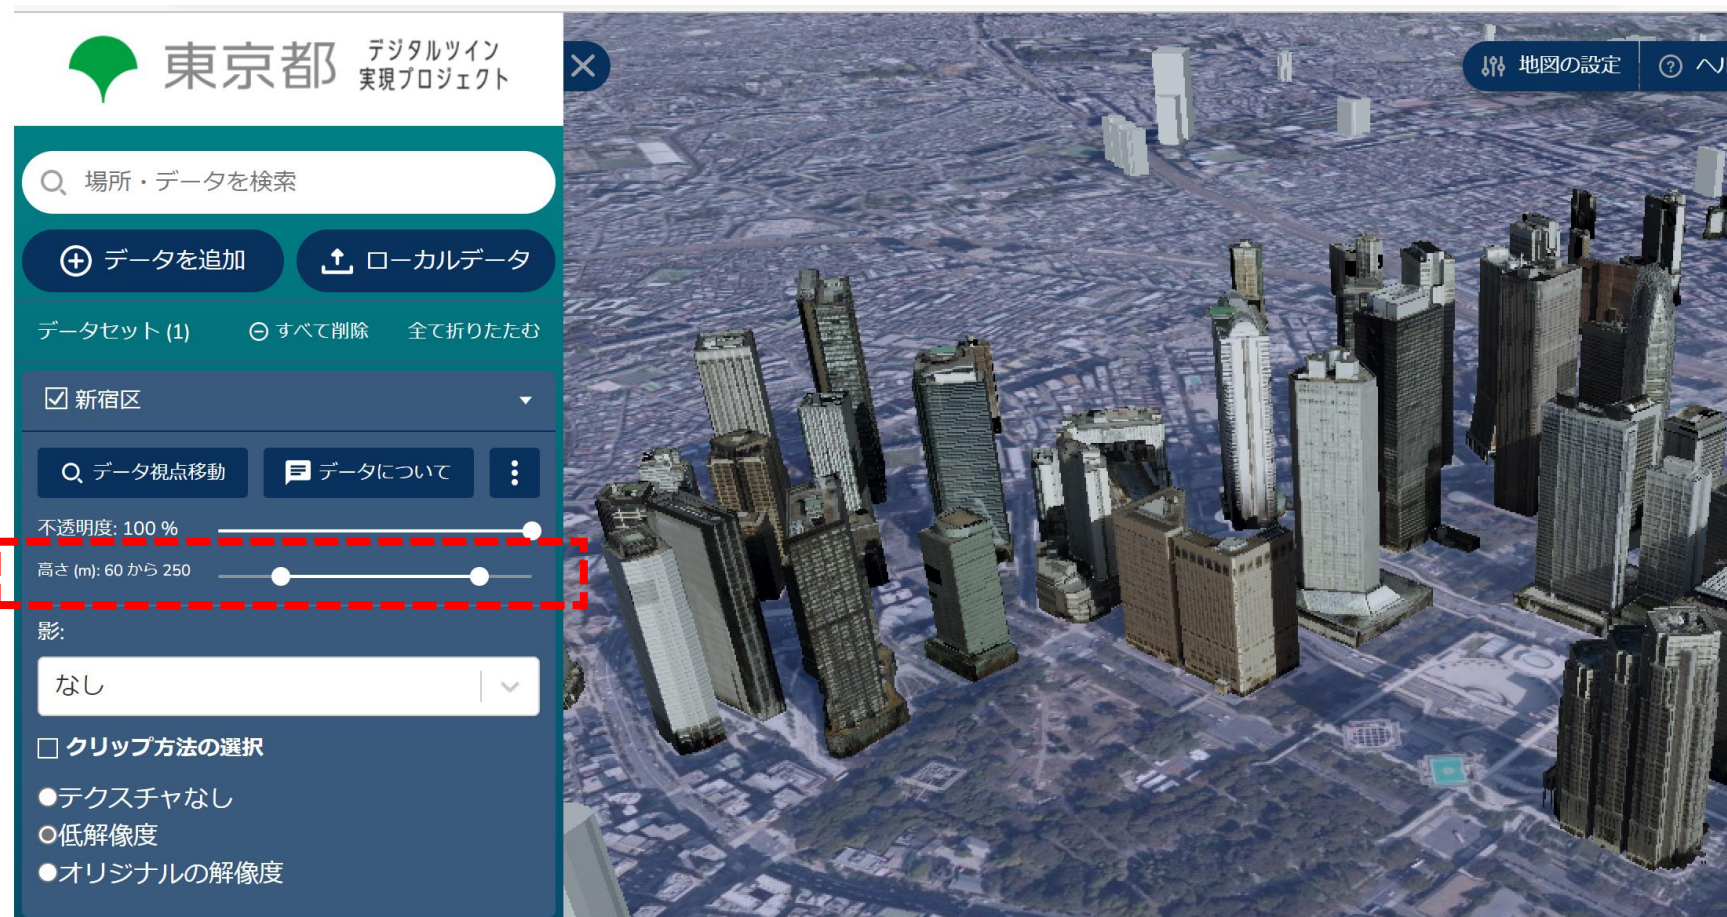 東京都 デジタルツイン
実現プロジェクト
地図の設定
場所・データを検索
データを追加 ローカルデータ
データセット (1) すべて削除 全て折りたたむ
新宿区
データ視点移動 データについて
不透明度: 100 %
高さ (m): 60 から 250
影:
なし
クリップ方法の選択
テクスチャなし
低解像度
オリジナルの解像度